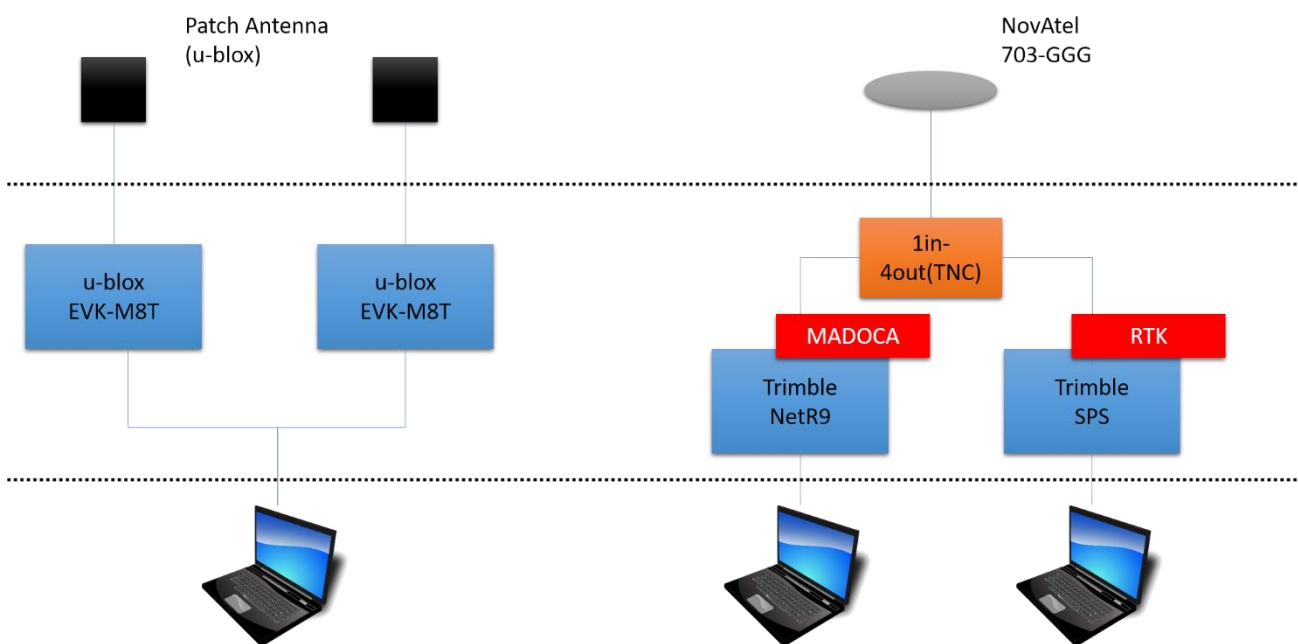 Patch Antenna
(u-blox)
NovAtel
703-GGG
u-blox
EVK-M8T
u-blox
EVK-M8T
1in-
4out(TNC)
MADOCA
RTK
Trimble
NetR9
Trimble
SPS